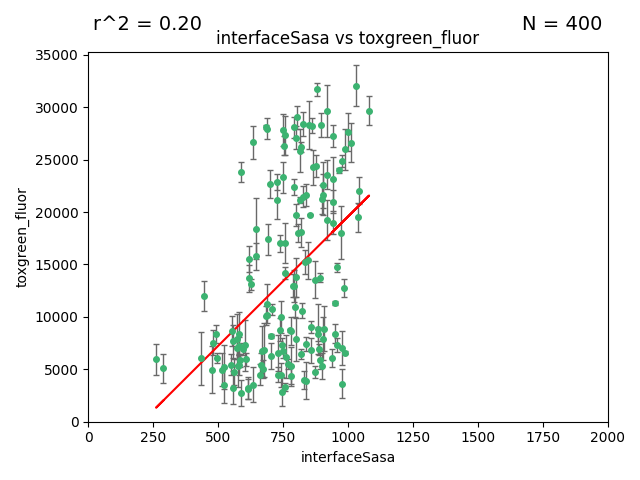 r^2 = 0.20
N = 400
interfaceSasa vs toxgreen_fluor
35000
30000
25000
20000
15000
10000
5000
0
toxgreen_fluor
0 250 500 750 1000 1250 1500 1750 2000
interfaceSasa